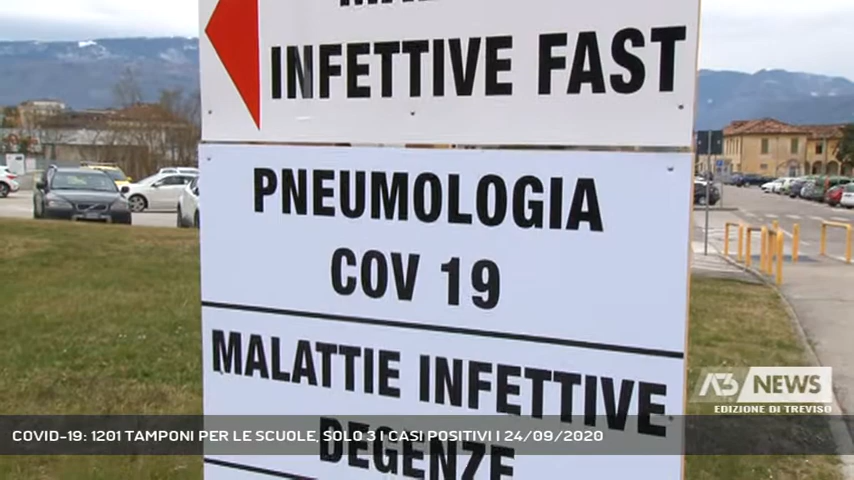 INFETTIVE FAST
PNEUMOLOGIA
COV 19
MALATTIE INFETTIVE
DEGENZE
A3 NEWS
EDIZIONE DI TREVISO
COVID-19: 1201 TAMPONI PER LE SCUOLE, SOLO 3 I CASI POSITIVI | 24/09/2020